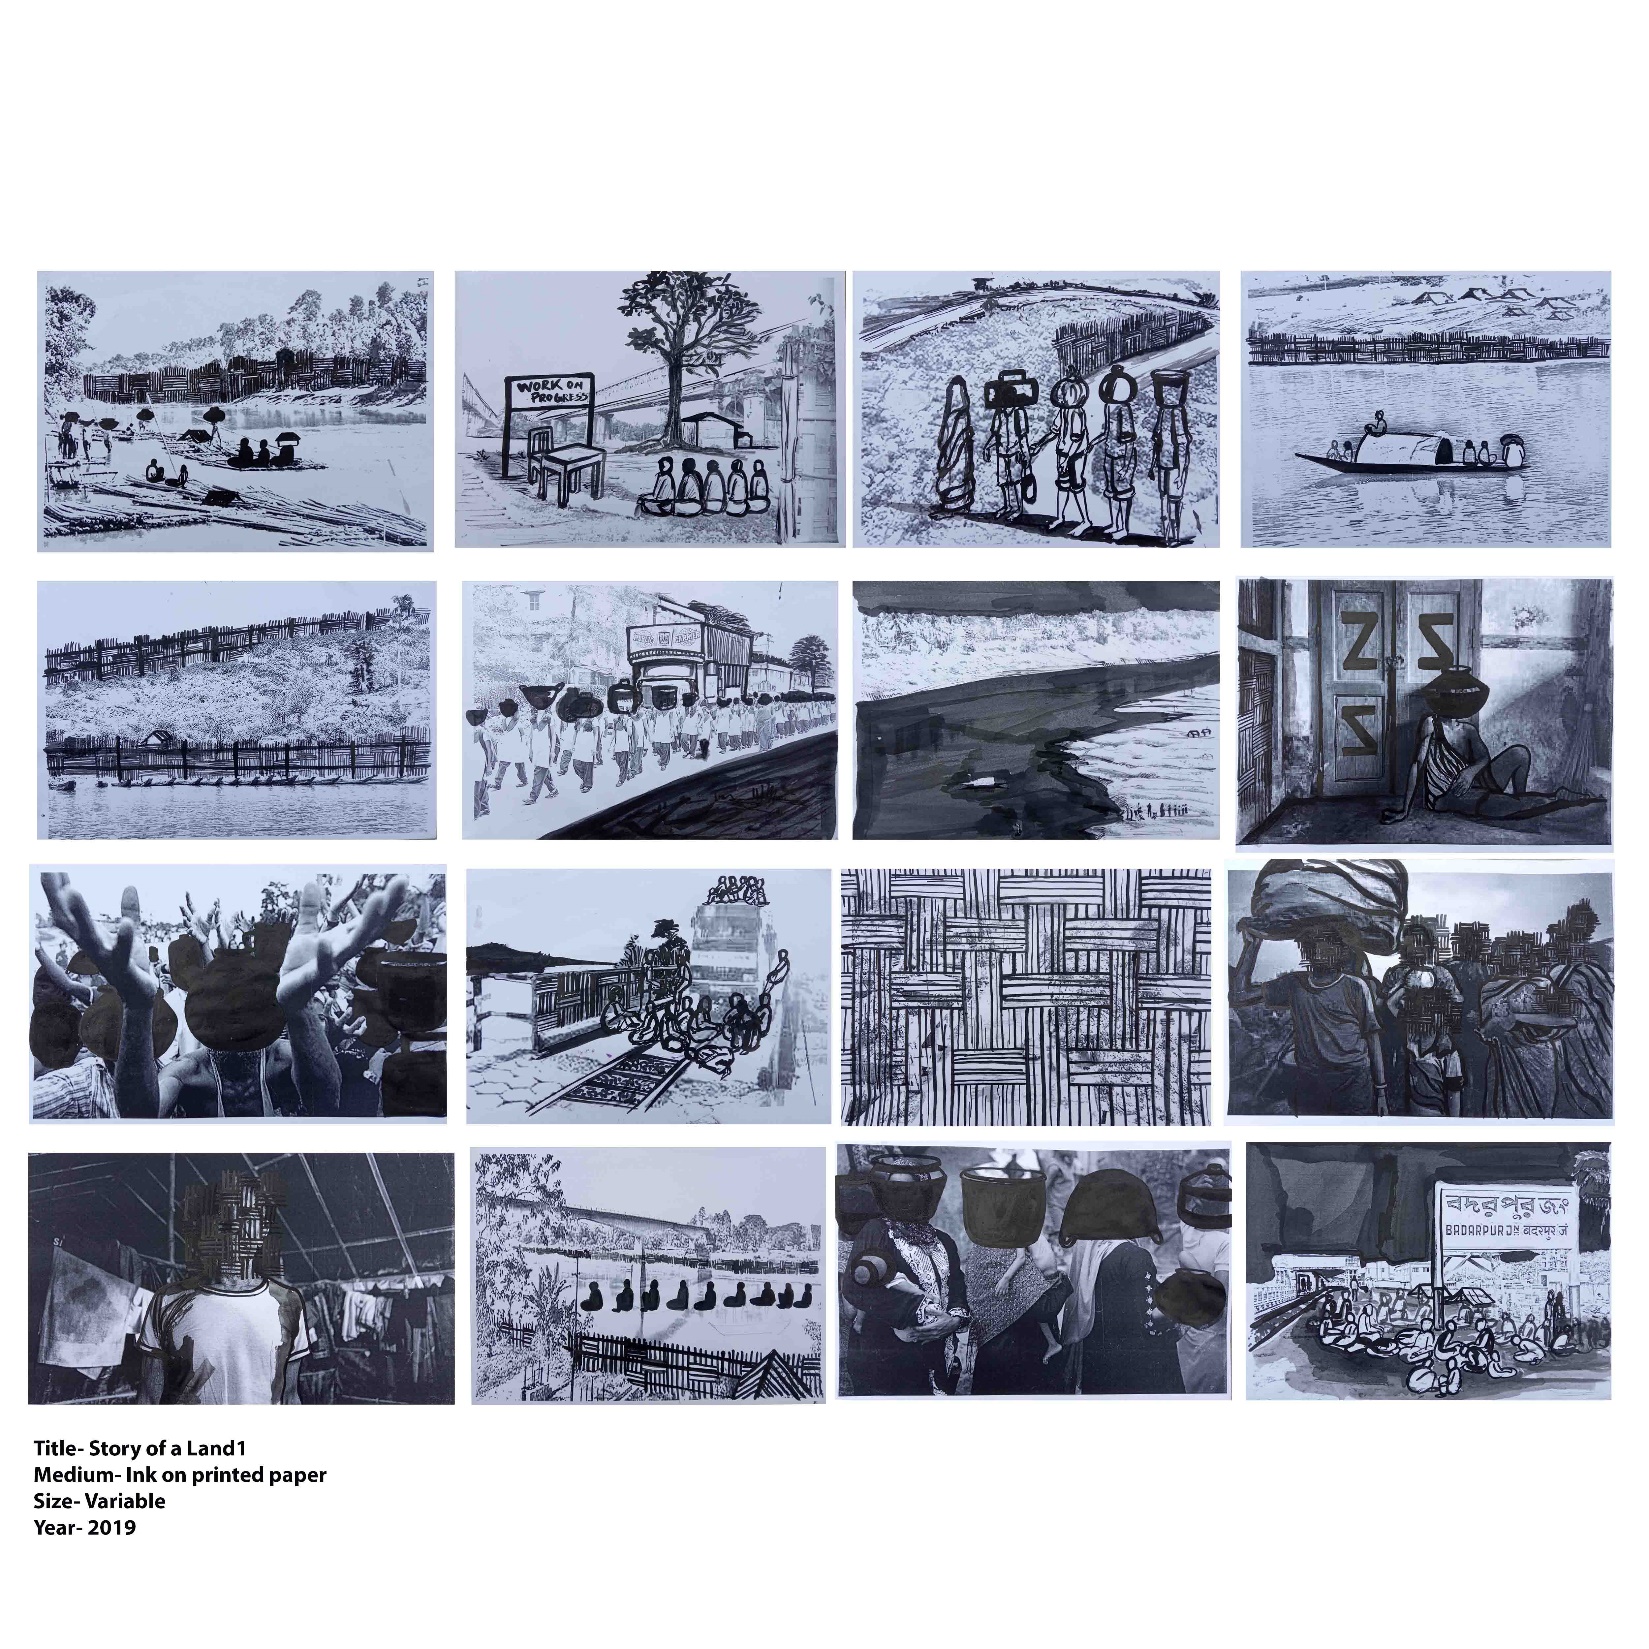 WORK ON
PROGRESS
Z Z
Z
বদরপুর জং
BADARPUR JN बदरपुर जं
Title- Story of a Land1
Medium- Ink on printed paper
Size- Variable
Year- 2019